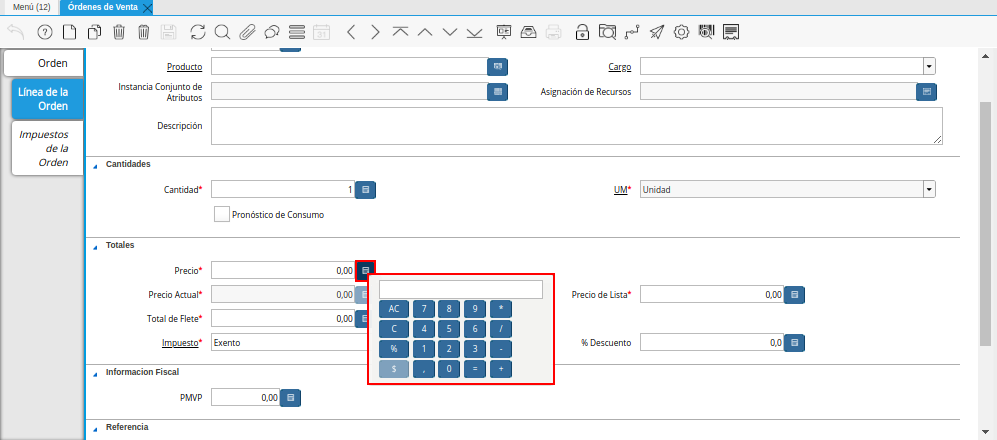 Menú (12) Órdenes de Venta
31
Orden
Línea de la
Orden
Impuestos
de la
Orden
Producto Cargo
Instancia Conjunto de
Atributos
Asignación de Recursos
Descripción
Cantidades
Cantidad* 1 UM* Unidad
Pronóstico de Consumo
Totales
Precio* 0,00
Precio Actual* 0,00 Precio de Lista* 0,00
Total de Flete* 0,00
Impuesto* Exento % Descuento 0,0
AC 7 8 9 *
C 4 5 6 /
% 1 2 3 -
$ , 0 = +
Informacion Fiscal
PMVP 0,00
Referencia